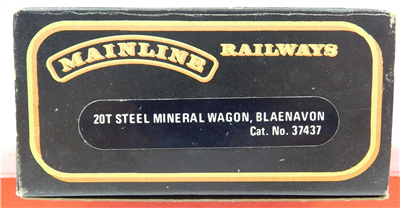 MAINLINE RAILWAYS
20T STEEL MINERAL WAGON, BLAENAVON
Cat. No. 37437